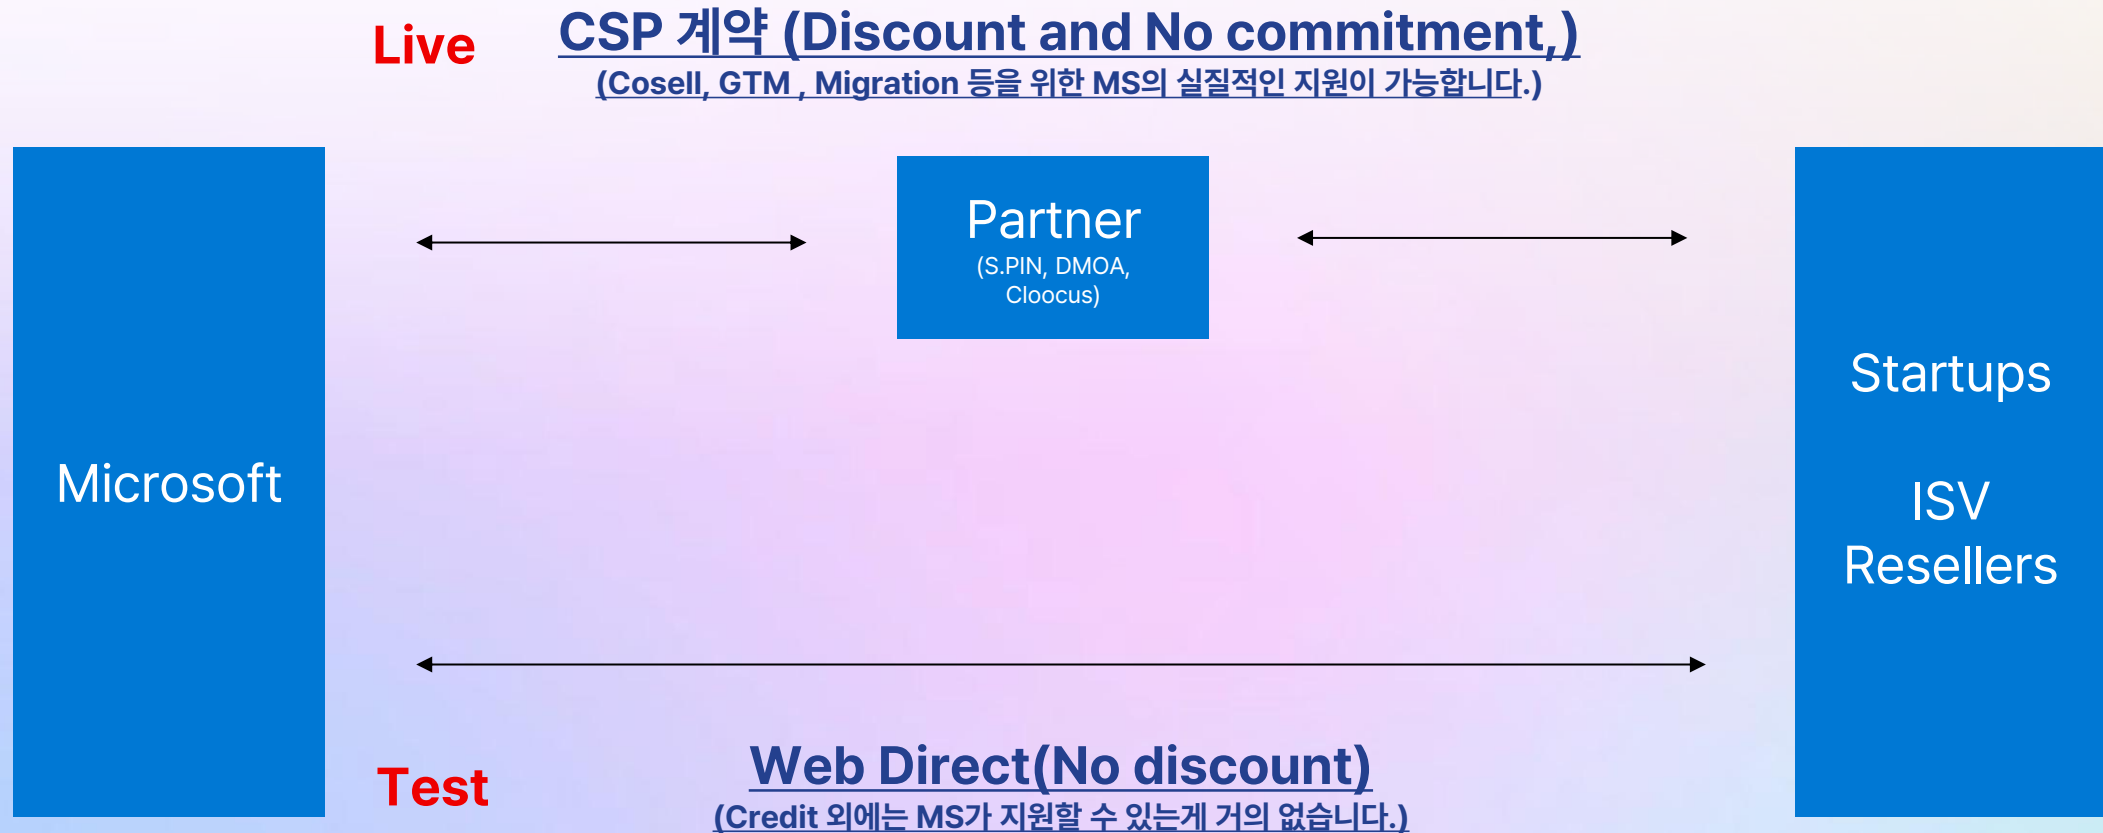 Live
CSP 계약 (Discount and No commitment,)
(Cosell, GTM , Migration 등을 위한 MS의 실질적인 지원이 가능합니다.)
Microsoft
Partner
(S.PIN, DMOA,
Cloocus)
Startups
ISV
Resellers
Test
Web Direct(No discount)
(Credit 외에는 MS가 지원할 수 있는게 거의 없습니다.)